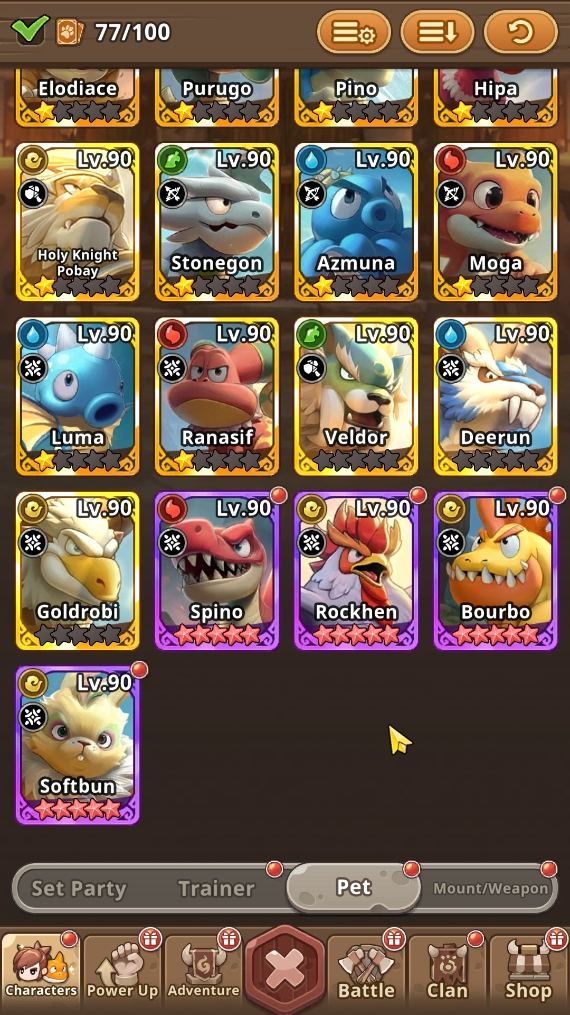 77/100
Elodiace
Purugo
Pino
Hipa
Lv.90
Holy Knight
Pobay
Lv.90
Stonegon
Lv.90
Azmuna
Lv.90
Moga
Lv.90
Luma
Lv.90
Ranasif
Lv.90
Veldor
Lv.90
Deerun
Lv.90
Goldrobi
Lv.90
Spino
Lv.90
Rockhen
Lv.90
Bourbo
Lv.90
Softbun
Set Party
Trainer
Pet
Mount/Weapon
Characters
Power Up
Adventure
Battle
Clan
Shop